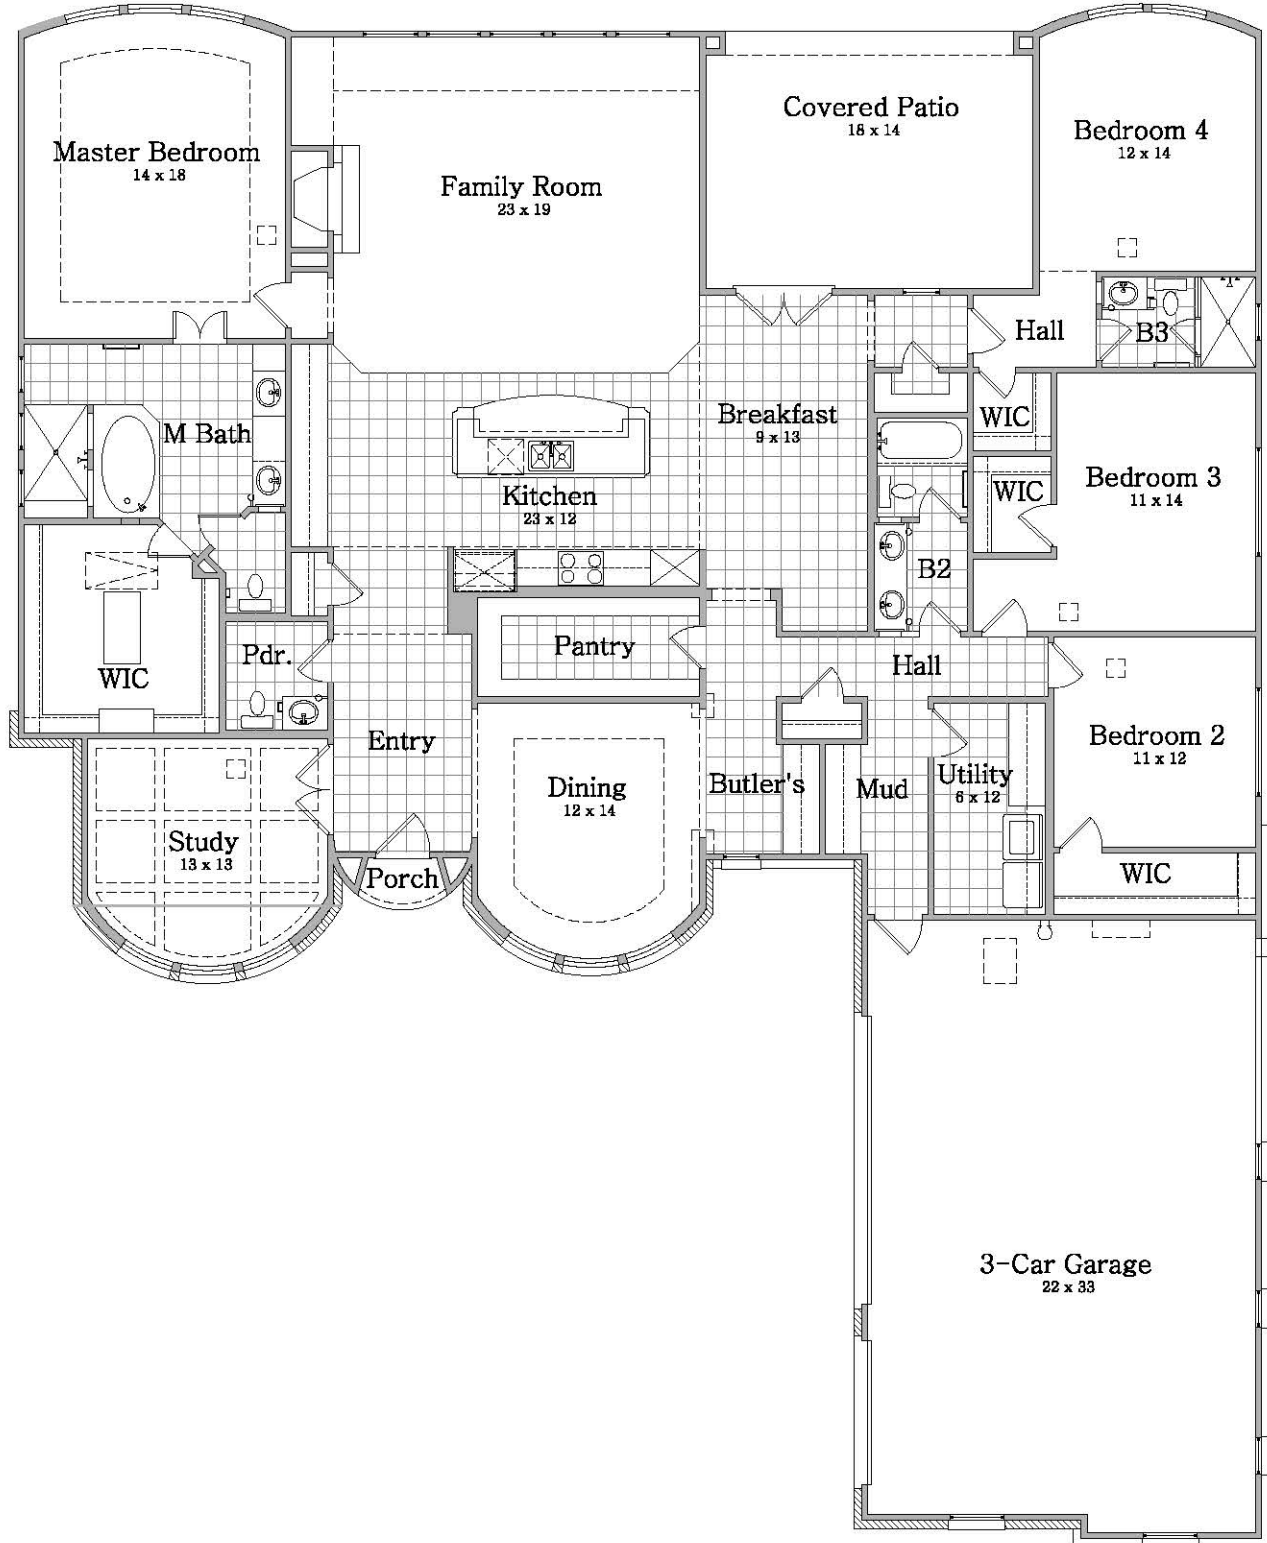 Covered Patio
18 x 14
Bedroom 4
12 x 14
Master Bedroom
14 x 18
Family Room
23 x 19
Hall
B3
Breakfast
9 x 13
WIC
M Bath
Bedroom 3
11 x 14
WIC
Kitchen
23 x 12
B2
Pantry
Pdr.
Hall
WIC
Entry
Bedroom 2
11 x 12
Dining
12 x 14
Butler's
Mud
Utility
6 x 12
Study
13 x 13
Porch
WIC
3-Car Garage
22 x 33